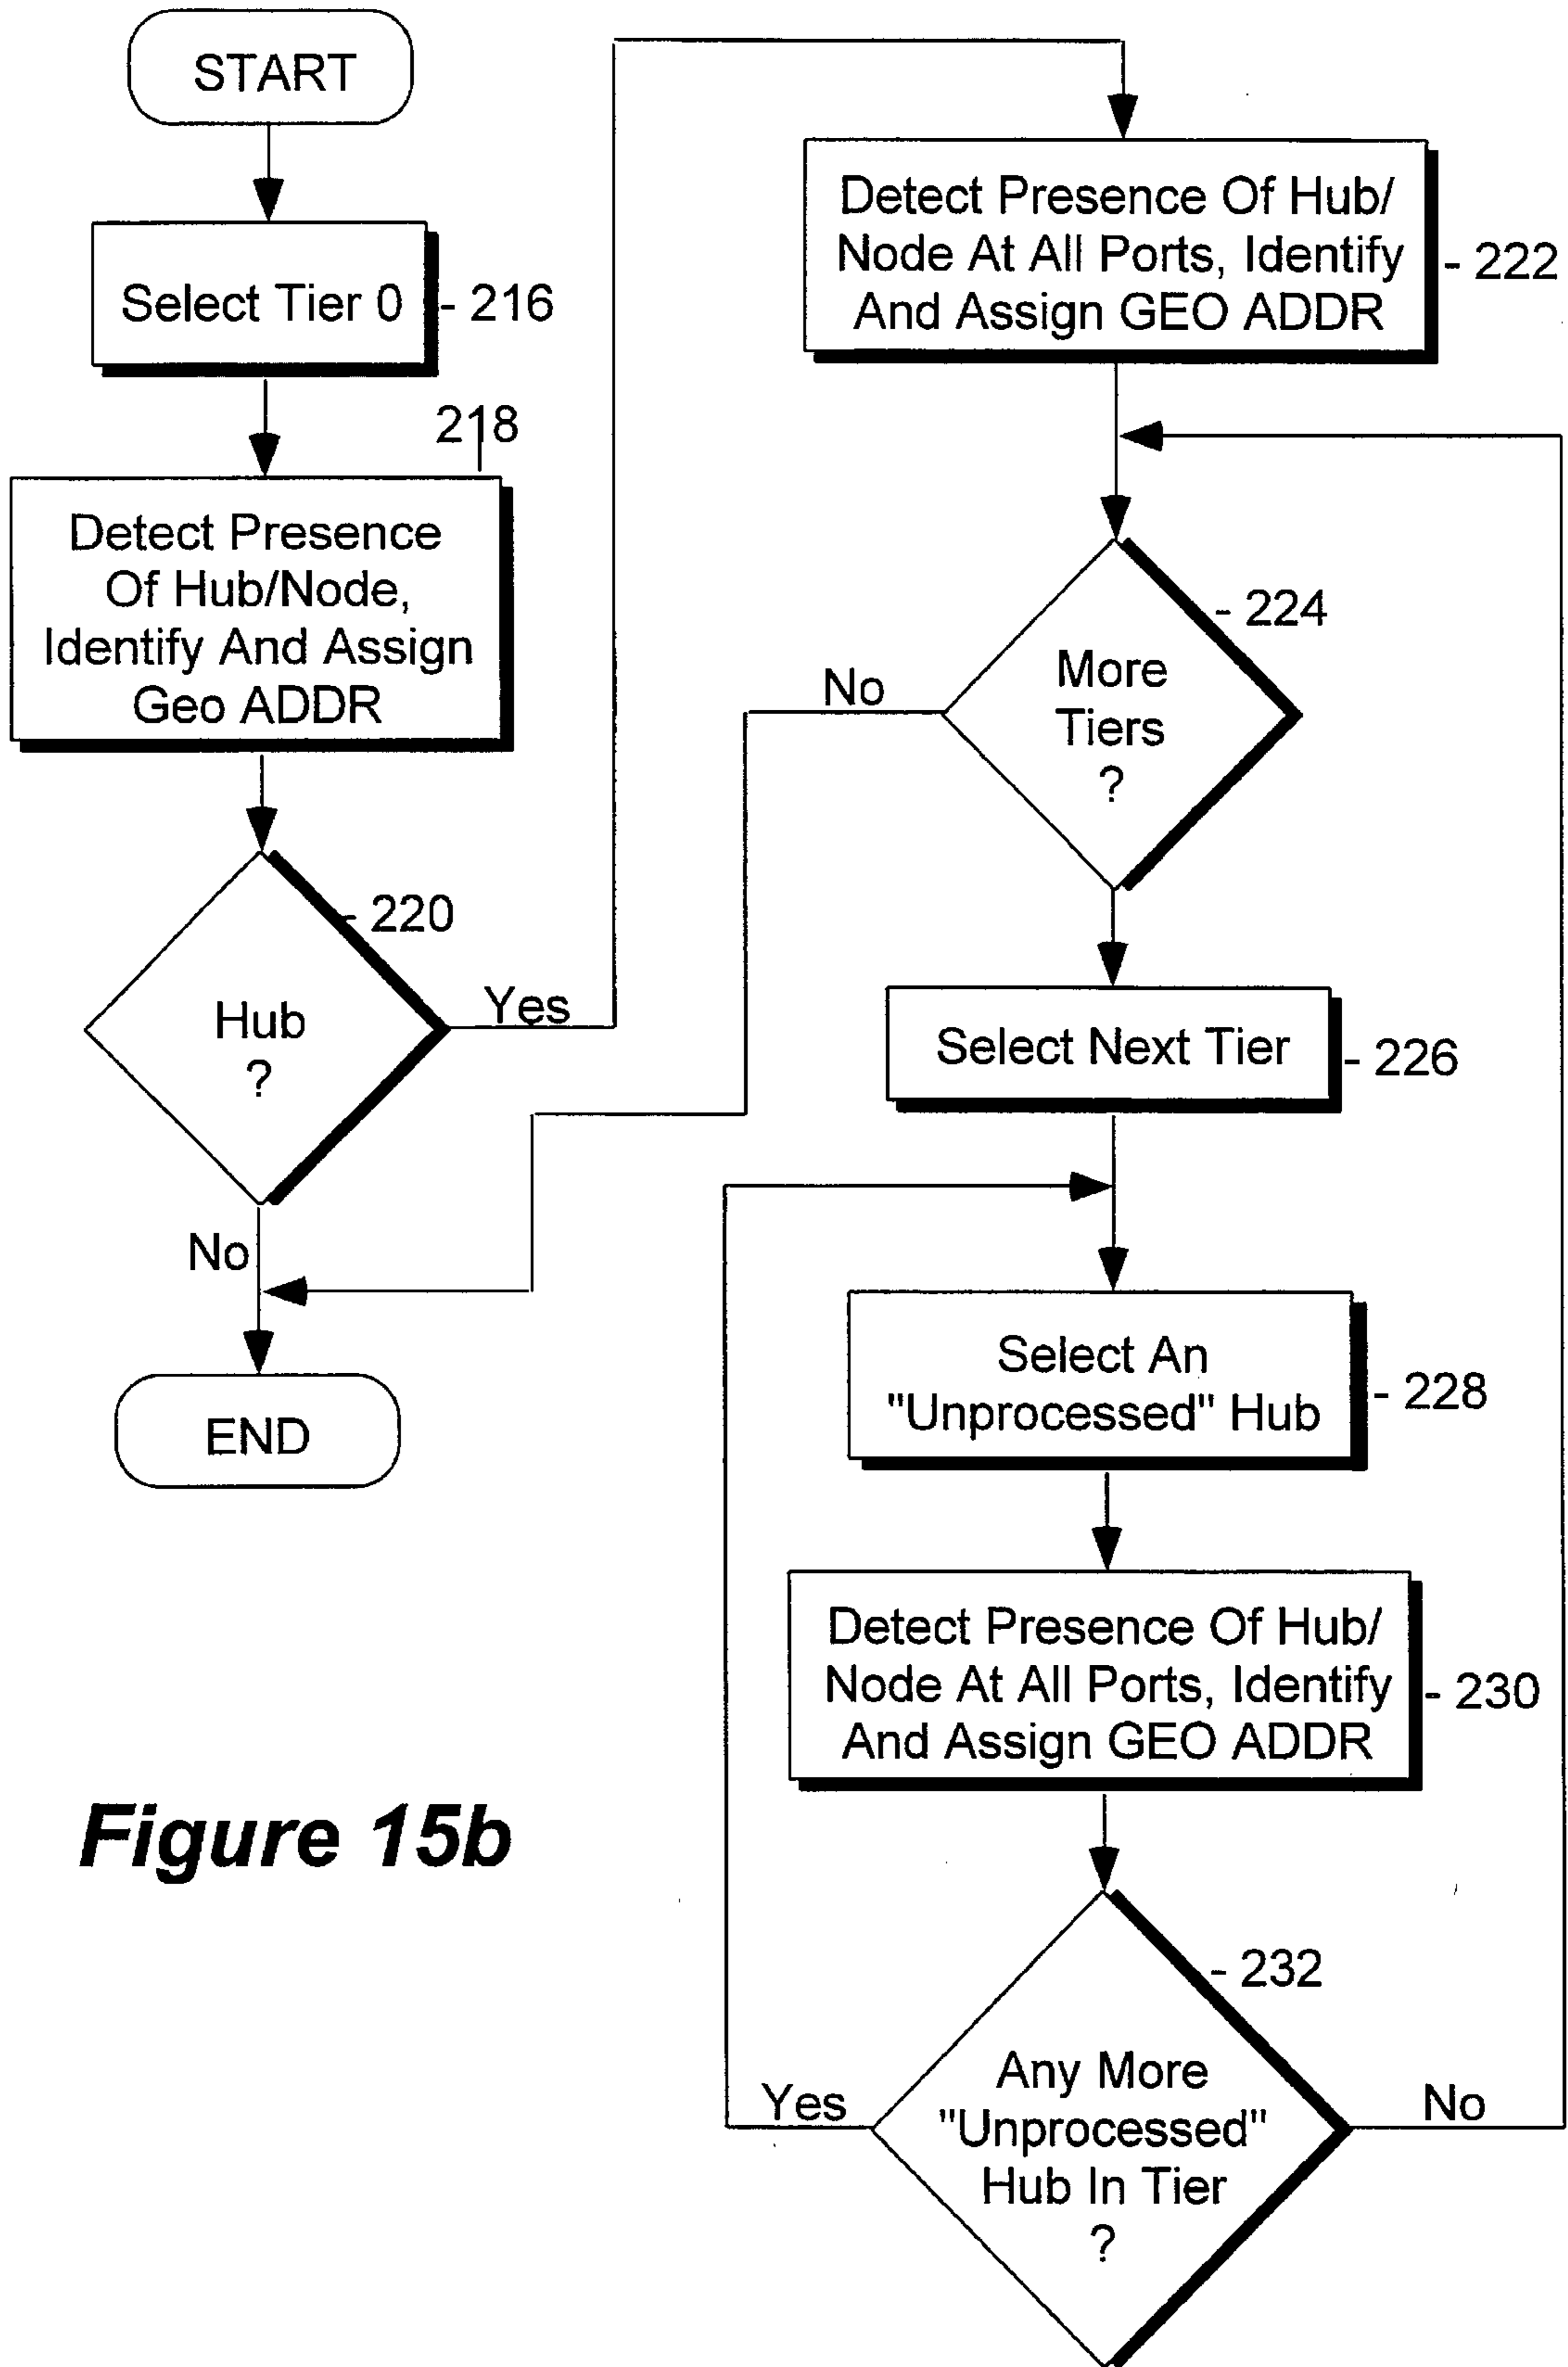 START
Select Tier 0
- 216
218
Detect Presence
Of Hub/Node,
Identify And Assign
Geo ADDR
- 220
Hub
?
Yes
No
END
Detect Presence Of Hub/
Node At All Ports, Identify
And Assign GEO ADDR
- 222
- 224
More
Tiers
?
No
Select Next Tier
- 226
Select An
"Unprocessed" Hub
- 228
Detect Presence Of Hub/
Node At All Ports, Identify
And Assign GEO ADDR
- 230
- 232
Any More
"Unprocessed"
Hub In Tier
?
Yes
No
Figure 15b